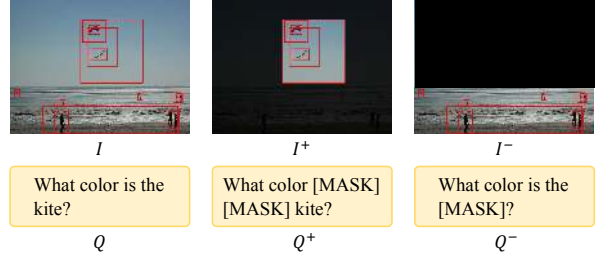 I I⁺ I⁻
What color is the
kite?
What color [MASK]
[MASK] kite?
What color is the
[MASK]?
Q Q⁺ Q⁻